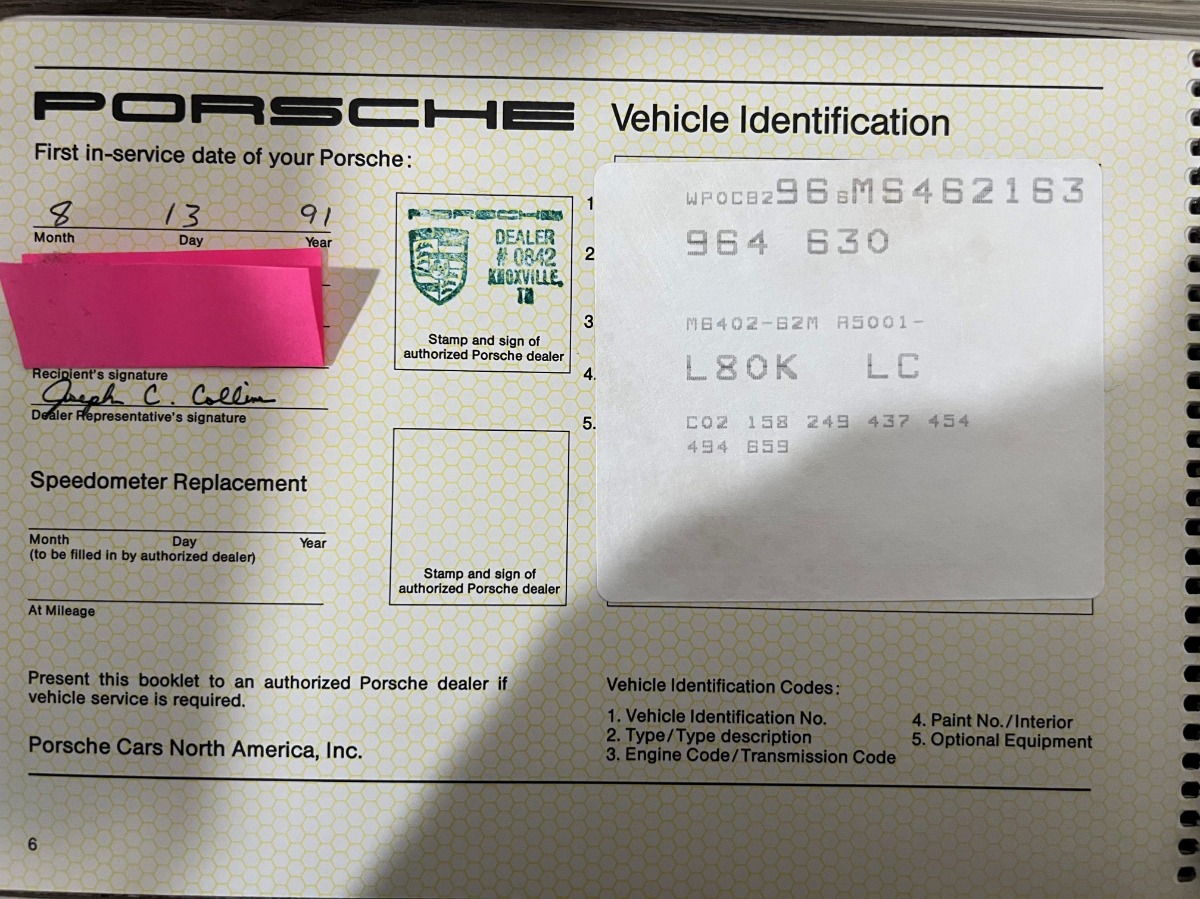 PORSCHE Vehicle Identification
First in-service date of your Porsche:
8 13 91
Month Day Year
Recipient's signature
Joseph C. Collins
Dealer Representative's signature
PORSCHE
DEALER
# 0842
KNOXVILLE,
TN
Stamp and sign of
authorized Porsche dealer
Speedometer Replacement
Month Day Year
(to be filled in by authorized dealer)
At Mileage
Stamp and sign of
authorized Porsche dealer
1
WP0CB2966MS462163
2
964 630
3
M6402-62M A5001-
4.
L80K LC
5.
C02 158 249 437 454
494 659
Present this booklet to an authorized Porsche dealer if
vehicle service is required.
Porsche Cars North America, Inc.
Vehicle Identification Codes:
1. Vehicle Identification No.
2. Type/Type description
3. Engine Code/Transmission Code
4. Paint No./Interior
5. Optional Equipment
6